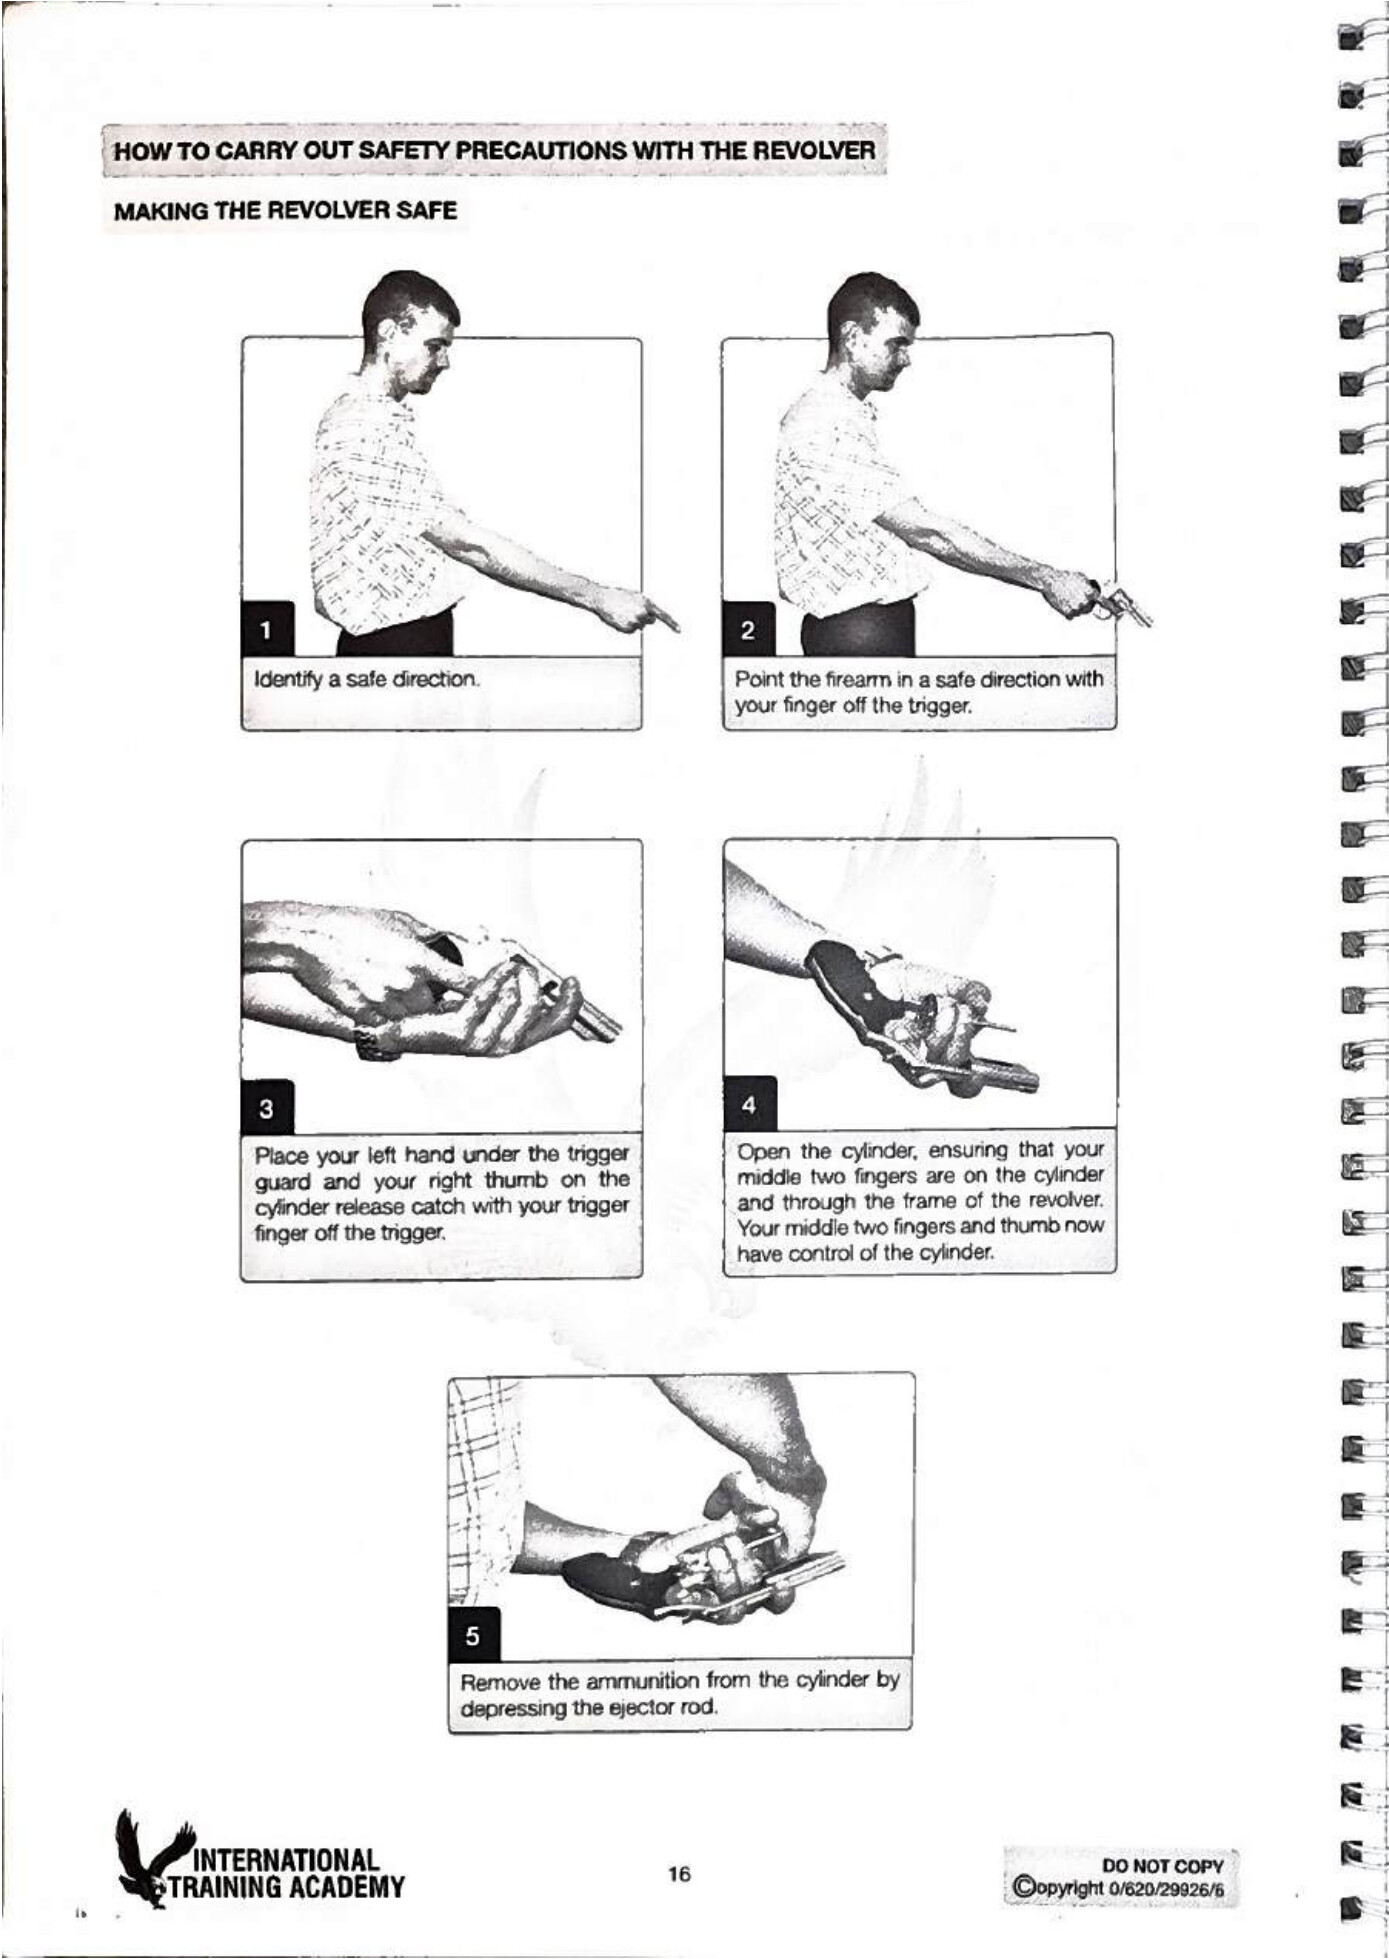 HOW TO CARRY OUT SAFETY PRECAUTIONS WITH THE REVOLVER
MAKING THE REVOLVER SAFE
1
Identify a safe direction.
2
Point the firearm in a safe direction with
your finger off the trigger.
3
Place your left hand under the trigger
guard and your right thumb on the
cylinder release catch with your trigger
finger off the trigger.
4
Open the cylinder, ensuring that your
middle two fingers are on the cylinder
and through the frame of the revolver.
Your middle two fingers and thumb now
have control of the cylinder.
5
Remove the ammunition from the cylinder by
depressing the ejector rod.
INTERNATIONAL
TRAINING ACADEMY
16
DO NOT COPY
©opyright 0/620/29926/6